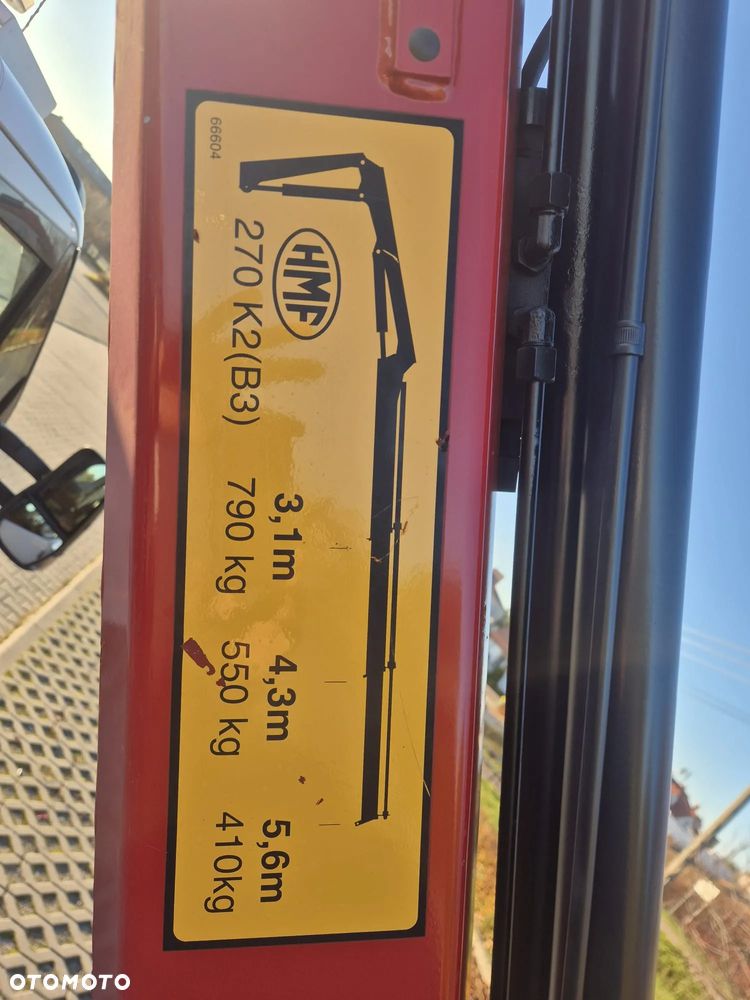 66604
HMF
270 K2(B3)
3,1m 4,3m 5,6m
790 kg 550 kg 410kg
OTOMOTO